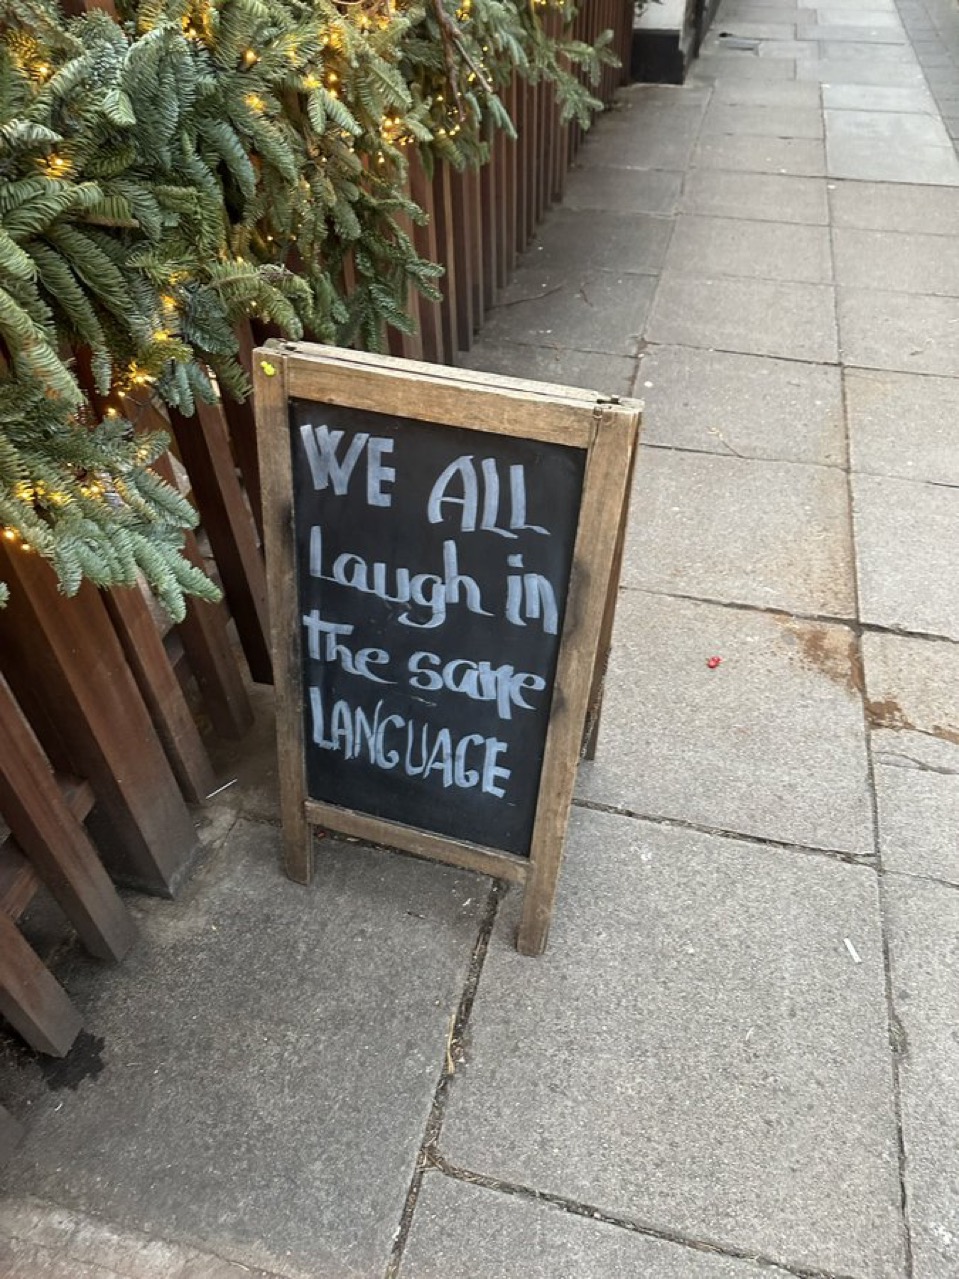 WE ALL
Laugh in
The same
LANGUAGE